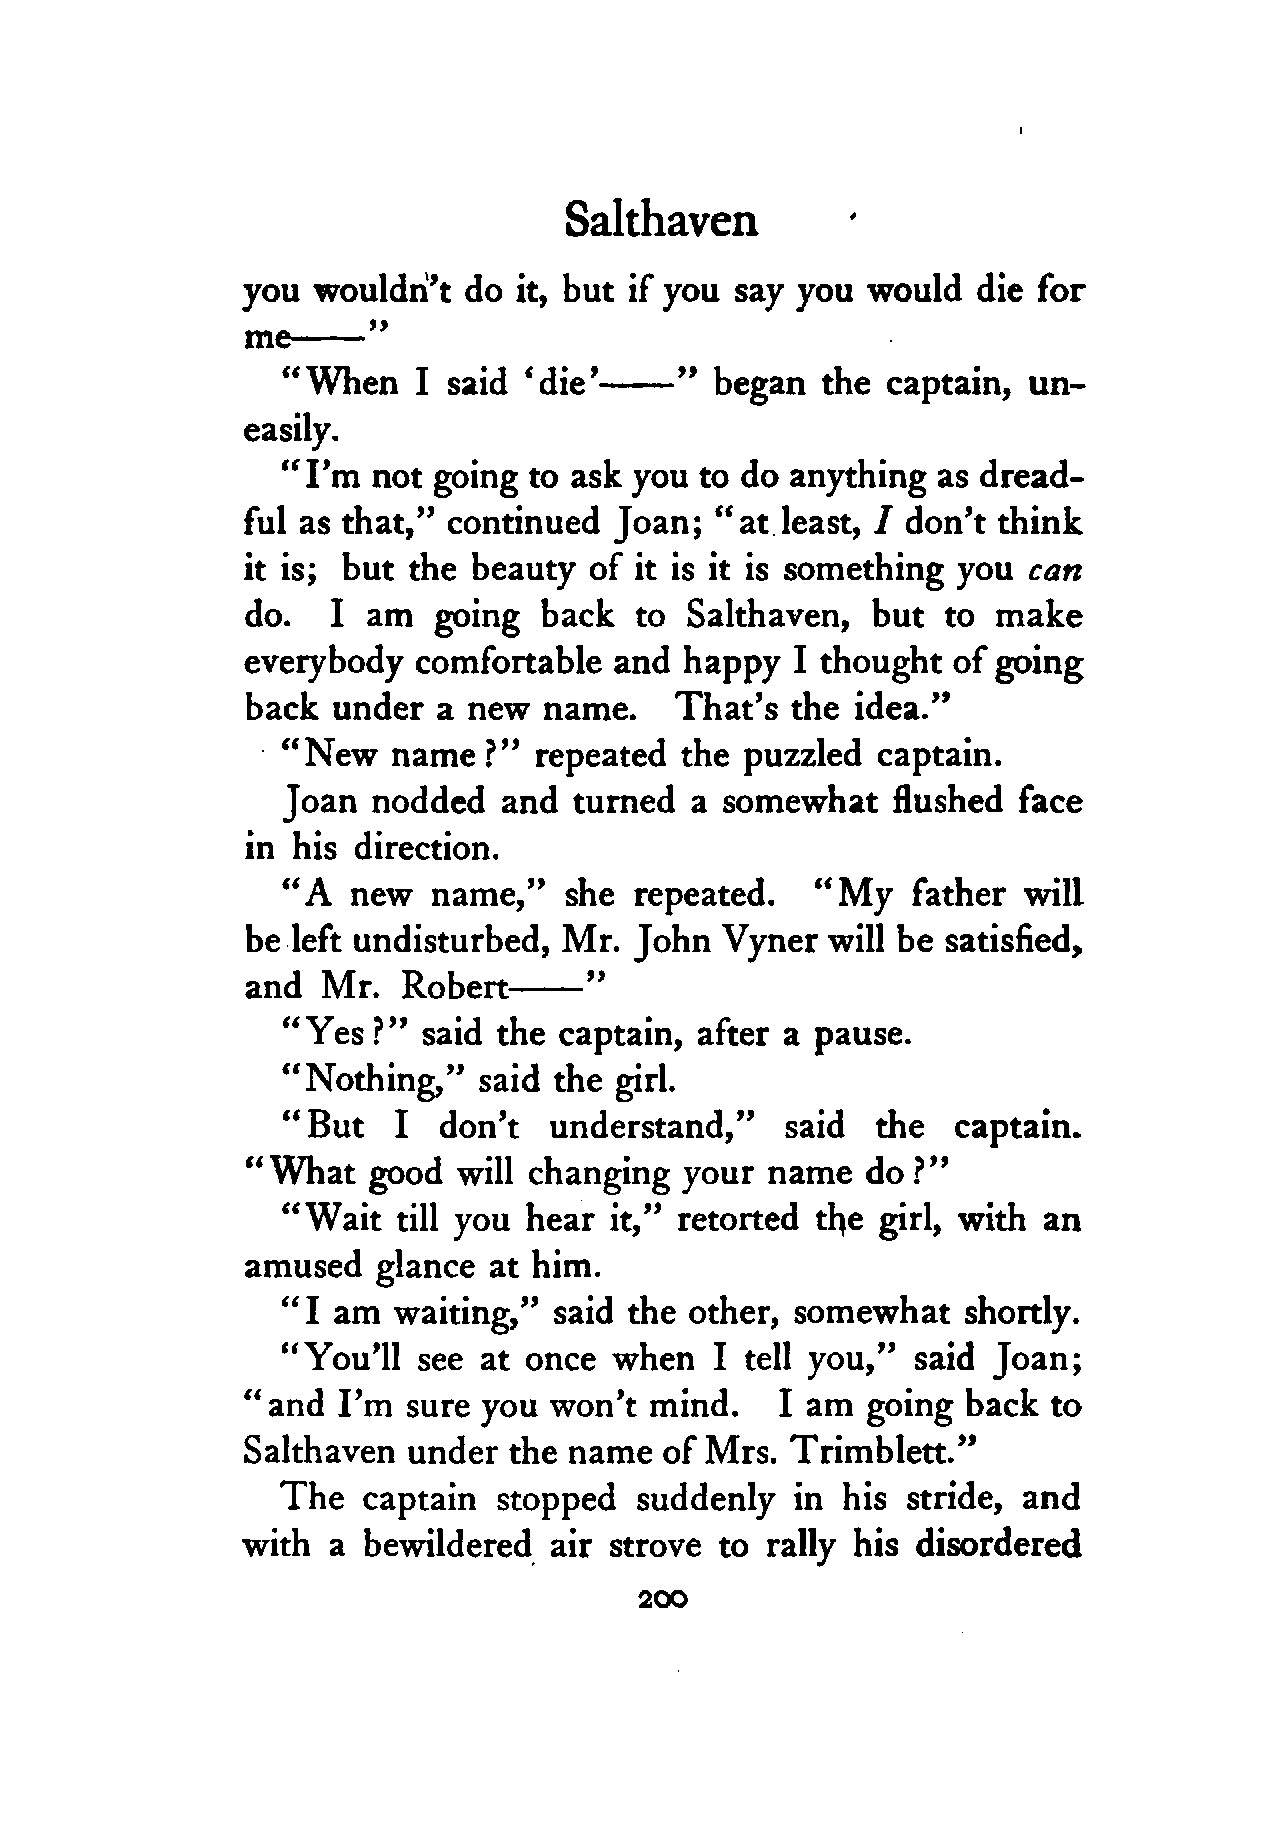 Salthaven
you wouldn't do it, but if you say you would die for
me——"
"When I said 'die'——" began the captain, un-
easily.
"I'm not going to ask you to do anything as dread-
ful as that," continued Joan; "at least, I don't think
it is; but the beauty of it is it is something you can
do. I am going back to Salthaven, but to make
everybody comfortable and happy I thought of going
back under a new name. That's the idea."
"New name?" repeated the puzzled captain.
Joan nodded and turned a somewhat flushed face
in his direction.
"A new name," she repeated. "My father will
be left undisturbed, Mr. John Vyner will be satisfied,
and Mr. Robert——"
"Yes?" said the captain, after a pause.
"Nothing," said the girl.
"But I don't understand," said the captain.
"What good will changing your name do?"
"Wait till you hear it," retorted the girl, with an
amused glance at him.
"I am waiting," said the other, somewhat shortly.
"You'll see at once when I tell you," said Joan;
"and I'm sure you won't mind. I am going back to
Salthaven under the name of Mrs. Trimblett."
The captain stopped suddenly in his stride, and
with a bewildered air strove to rally his disordered
200